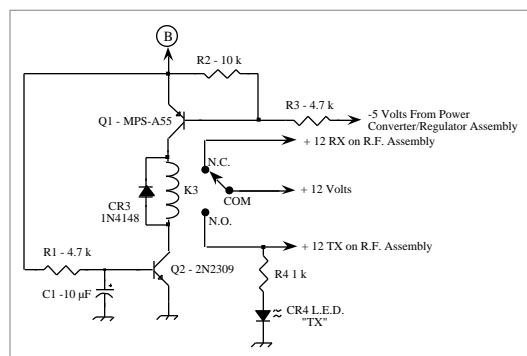 B
R2 - 10 k
Q1 - MPS-A55
R3 - 4.7 k
-5 Volts From Power
Converter/Regulator Assembly
+ 12 RX on R.F. Assembly
N.C.
K3
COM
+ 12 Volts
CR3
1N4148
N.O.
R1 - 4.7 k
+ 12 TX on R.F. Assembly
Q2 - 2N2309
C1 -10 µF
+
R4 1 k
CR4 L.E.D.
"TX"